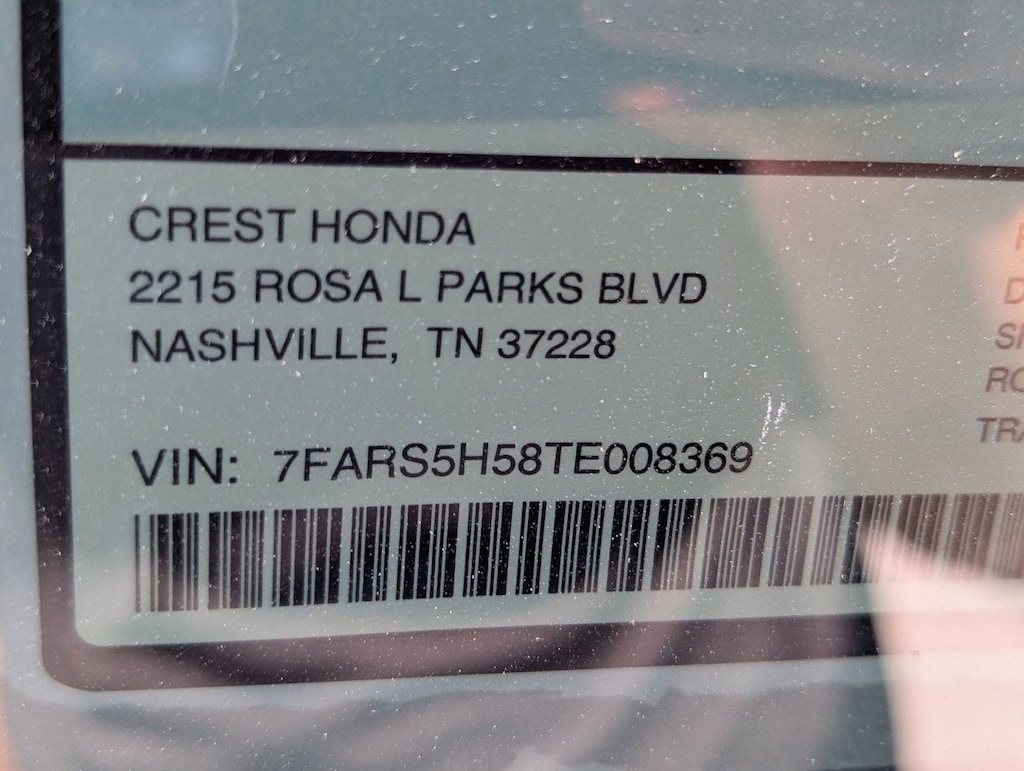 CREST HONDA
2215 ROSA L PARKS BLVD
NASHVILLE, TN 37228
VIN: 7FARS5H58TE008369